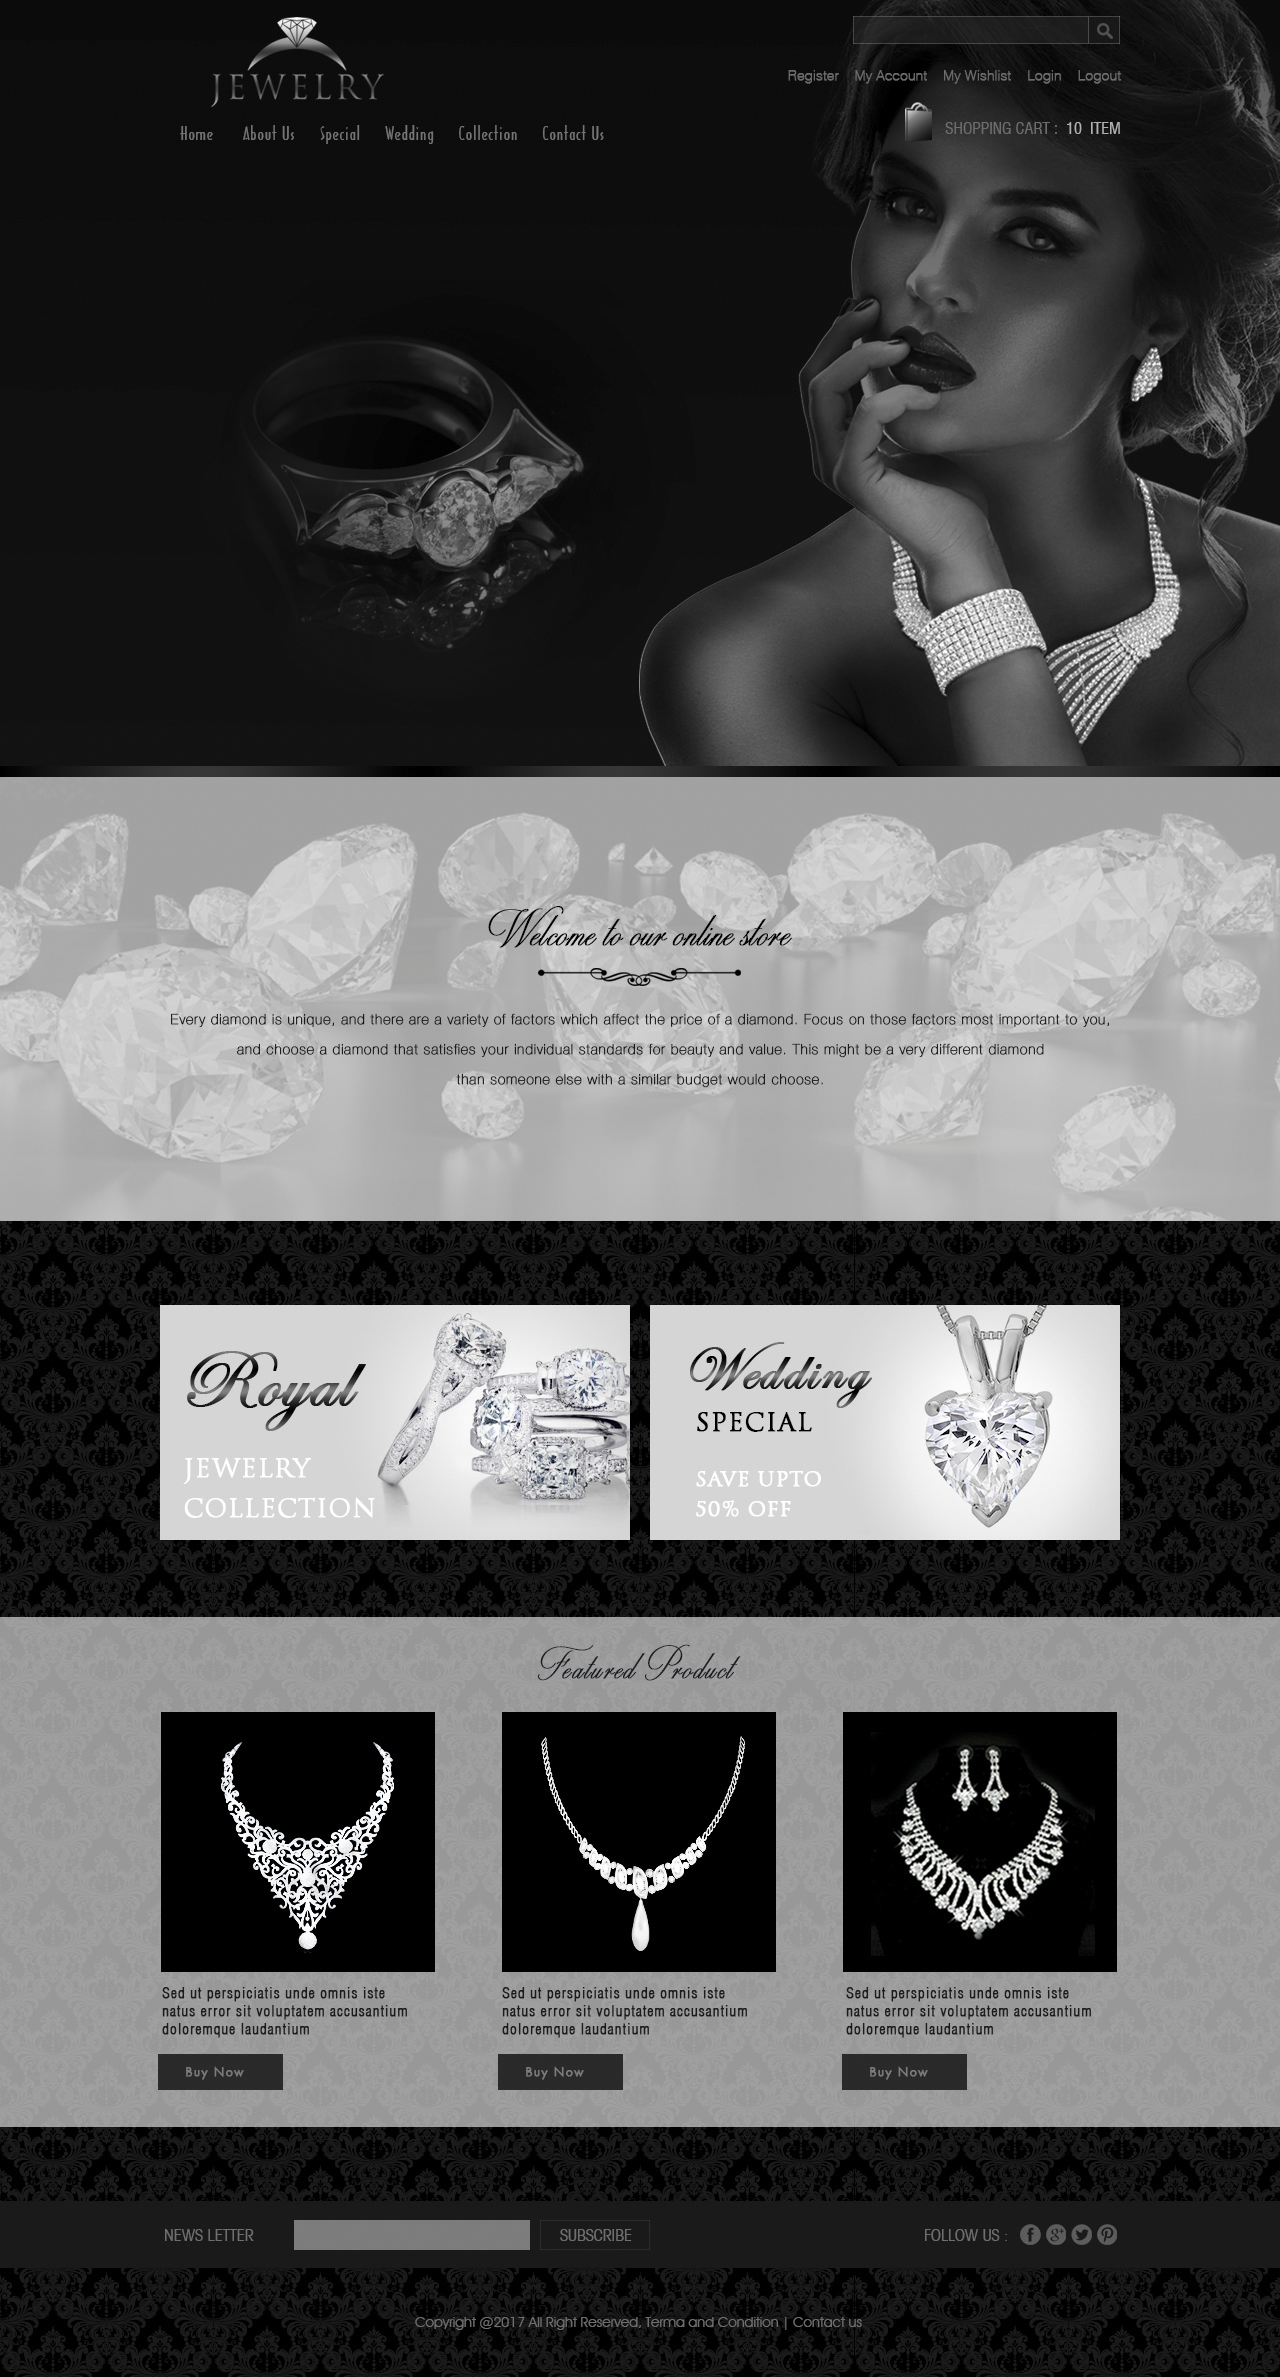 JEWELRY
Register My Account My Wishlist Login Logout
SHOPPING CART : 10 ITEM
Home About Us Special Wedding Collection Contact Us
Welcome to our online store
Every diamond is unique, and there are a variety of factors which affect the price of a diamond. Focus on those factors most important to you,
and choose a diamond that satisfies your individual standards for beauty and value. This might be a very different diamond
than someone else with a similar budget would choose.
Royal
JEWELRY
COLLECTION
Wedding
SPECIAL
SAVE UPTO
50% OFF
Featured Product
Sed ut perspiciatis unde omnis iste
natus error sit voluptatem accusantium
doloremque laudantium
Buy Now
Sed ut perspiciatis unde omnis iste
natus error sit voluptatem accusantium
doloremque laudantium
Buy Now
Sed ut perspiciatis unde omnis iste
natus error sit voluptatem accusantium
doloremque laudantium
Buy Now
NEWS LETTER SUBSCRIBE FOLLOW US :
Copyright @2017 All Right Reserved, Terma and Condition | Contact us